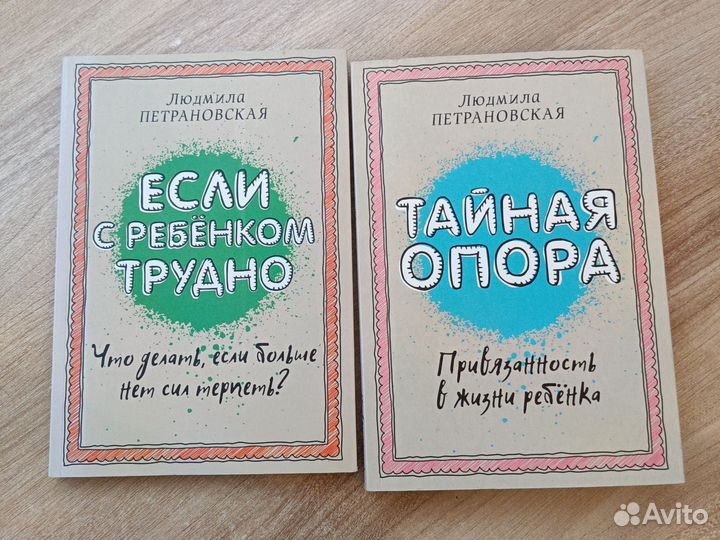 Людмила
ПЕТРАНОВСКАЯ
ЕСЛИ
С РЕБЁНКОМ
ТРУДНО
Что делать, если больше
нет сил терпеть?
Людмила
ПЕТРАНОВСКАЯ
ТАЙНАЯ
ОПОРА
Привязанность
в жизни ребёнка
Avito